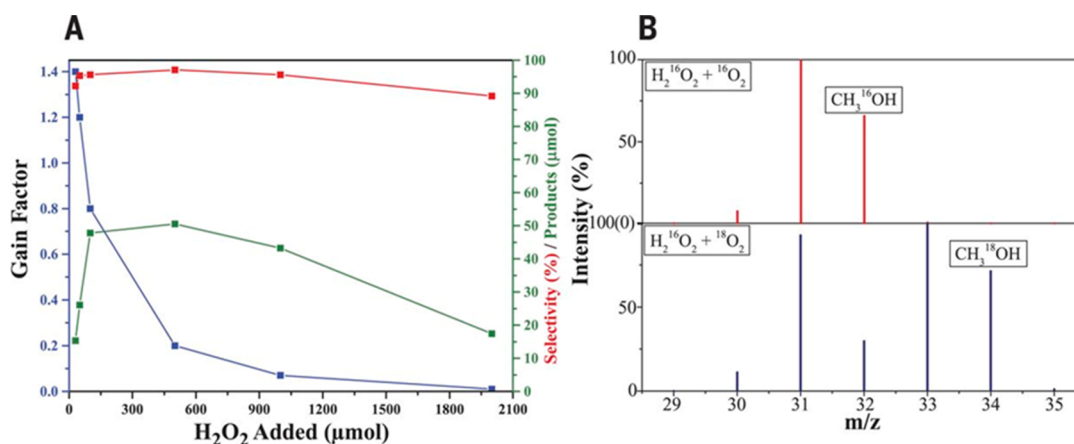 A
Gain Factor
1.4
1.2
1.0
0.8
0.6
0.4
0.2
0.0
0 300 600 900 1200 1500 1800 2100
H₂O₂ Added (μmol)
100
90
80
70
60
50
40
30
20
10
0
Selectivity (%) / Products (μmol)
B
Intensity (%)
100
50
100(0)
50
0
H₂¹⁶O₂ + ¹⁶O₂
CH₃¹⁶OH
H₂¹⁶O₂ + ¹⁸O₂
CH₃¹⁸OH
29 30 31 32 33 34 35
m/z